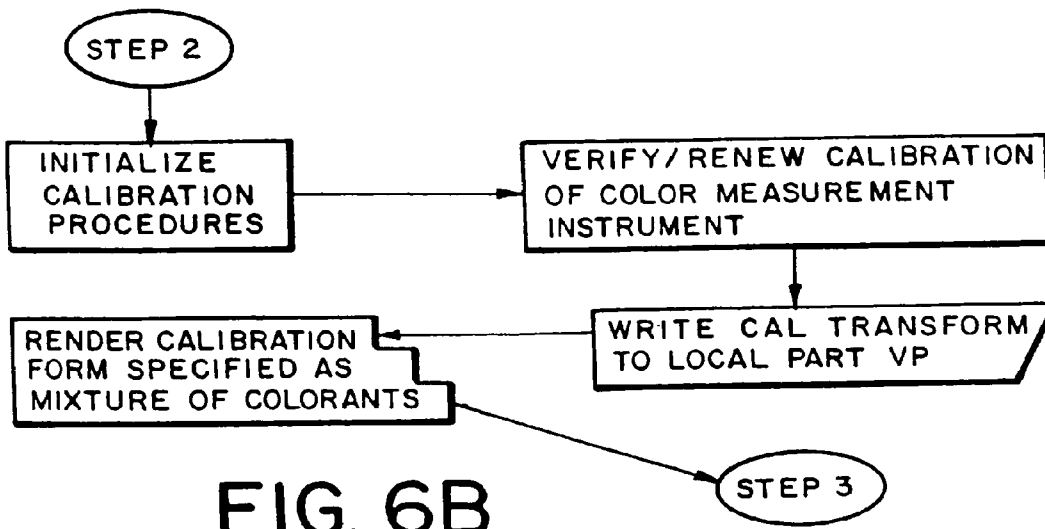 STEP 2
INITIALIZE
CALIBRATION
PROCEDURES
VERIFY/RENEW CALIBRATION
OF COLOR MEASUREMENT
INSTRUMENT
WRITE CAL TRANSFORM
TO LOCAL PART VP
RENDER CALIBRATION
FORM SPECIFIED AS
MIXTURE OF COLORANTS
STEP 3
FIG. 6B